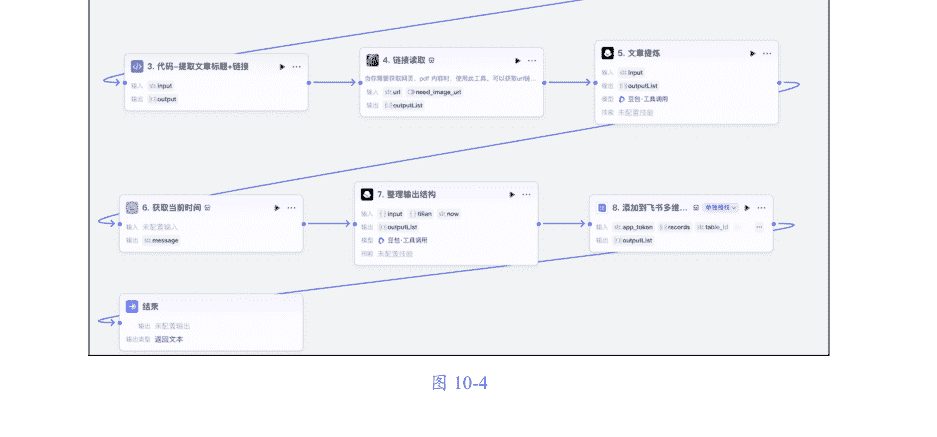 3. 代码-提取文章标题+链接
输入 str.input
输出 str.output
4. 链接读取
当你需要获取网页、pdf 内容时，使用此工具。可以获取url链...
输入 str.url need_image_url
输出 outputList
5. 文章提炼
输入 str.input
输出 outputList
模型 豆包·工具调用
技能 未配置技能
6. 获取当前时间
输入 未配置输入
输出 str.message
7. 整理输出结构
输入 input tilian str.now
输出 outputList
模型 豆包·工具调用
技能 未配置技能
8. 添加到飞书多维... 单独授权
输入 str.app_token records str.table_id ...
输出 outputList
结束
输出 未配置输出
输出类型 返回文本
图 10-4